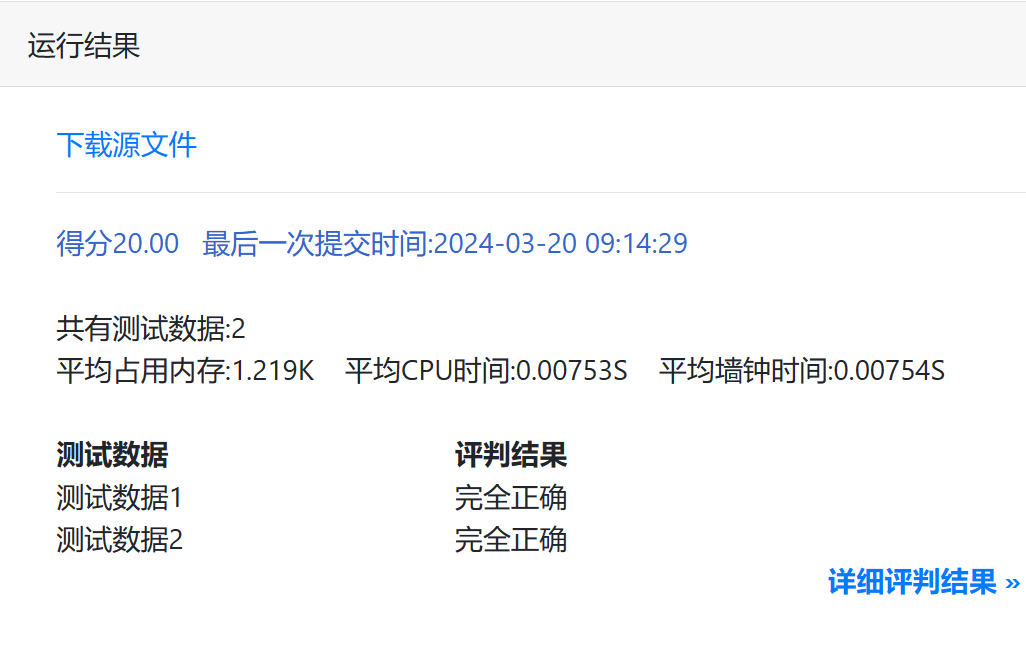 运行结果
下载源文件
得分20.00 最后一次提交时间:2024-03-20 09:14:29
共有测试数据:2
平均占用内存:1.219K 平均CPU时间:0.00753S 平均墙钟时间:0.00754S
测试数据 评判结果
测试数据1 完全正确
测试数据2 完全正确
详细评判结果 »